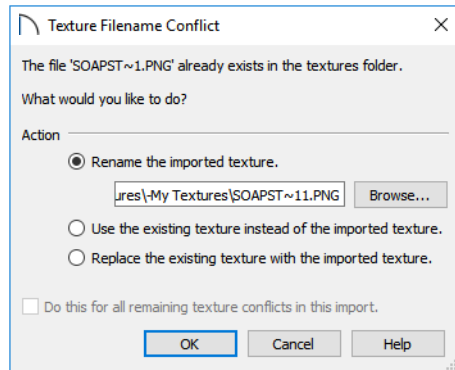 Texture Filename Conflict
The file 'SOAPST~1.PNG' already exists in the textures folder.
What would you like to do?
Action
Rename the imported texture.
ures\-My Textures\SOAPST~11.PNG Browse...
Use the existing texture instead of the imported texture.
Replace the existing texture with the imported texture.
Do this for all remaining texture conflicts in this import.
OK Cancel Help